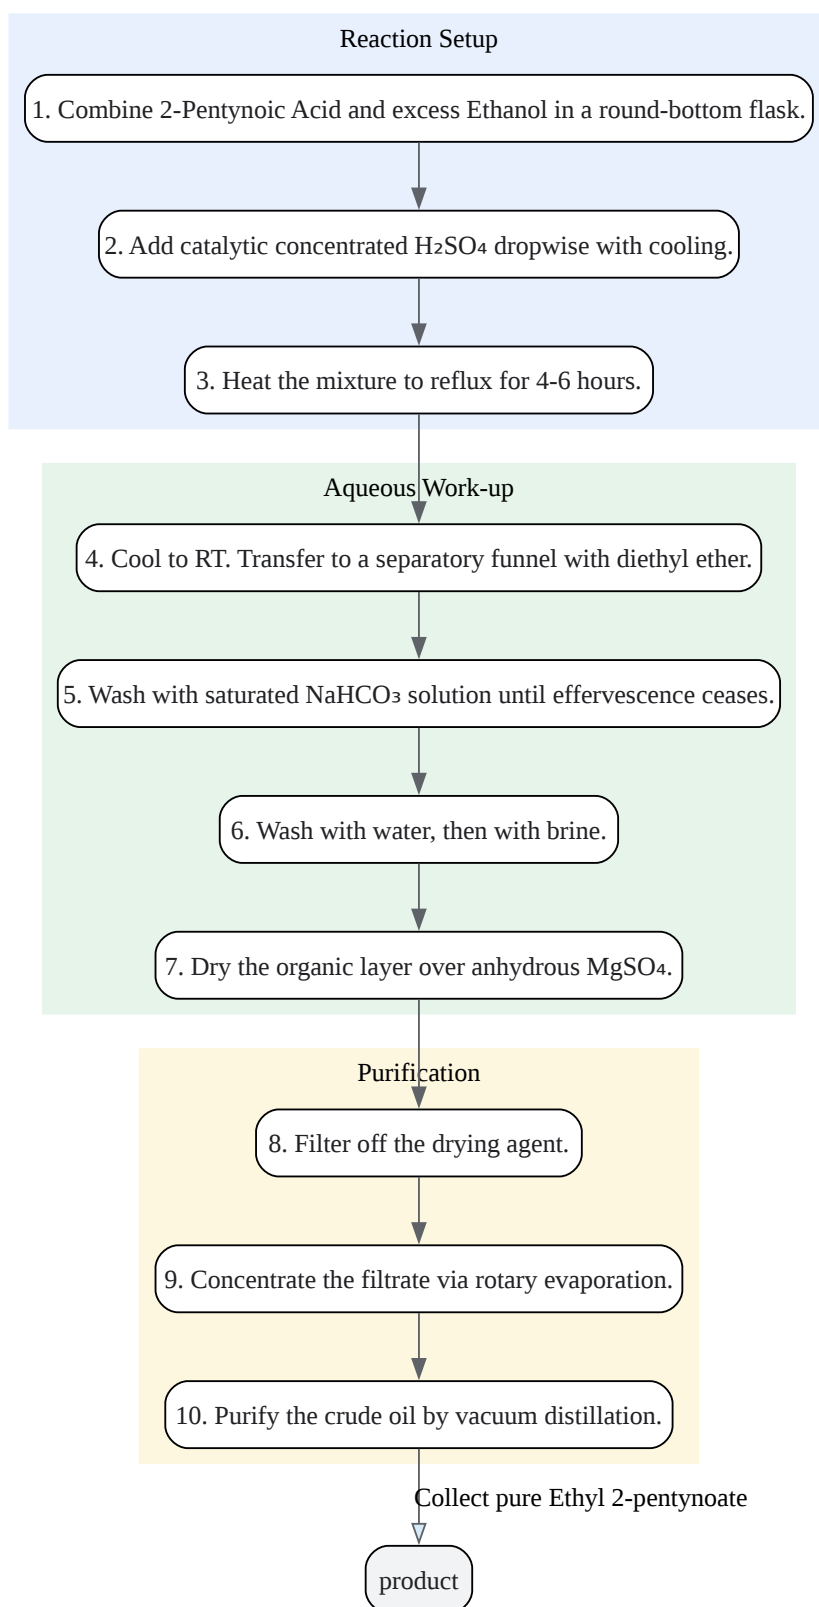 Reaction Setup
1. Combine 2-Pentynoic Acid and excess Ethanol in a round-bottom flask.
2. Add catalytic concentrated H₂SO₄ dropwise with cooling.
3. Heat the mixture to reflux for 4-6 hours.
Aqueous Work-up
4. Cool to RT. Transfer to a separatory funnel with diethyl ether.
5. Wash with saturated NaHCO₃ solution until effervescence ceases.
6. Wash with water, then with brine.
7. Dry the organic layer over anhydrous MgSO₄.
Purification
8. Filter off the drying agent.
9. Concentrate the filtrate via rotary evaporation.
10. Purify the crude oil by vacuum distillation.
Collect pure Ethyl 2-pentynoate
product